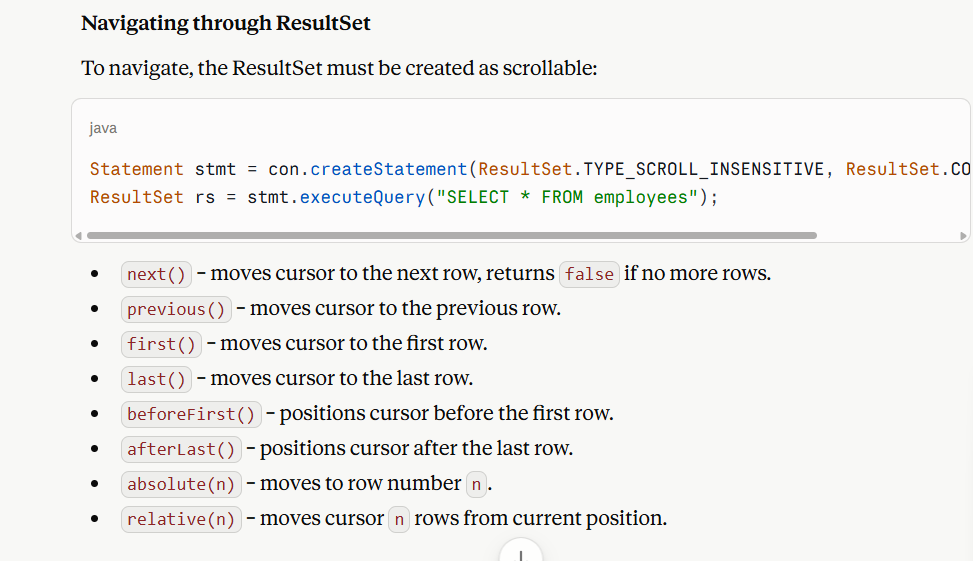 Navigating through ResultSet
To navigate, the ResultSet must be created as scrollable:
java
Statement stmt = con.createStatement(ResultSet.TYPE_SCROLL_INSENSITIVE, ResultSet.CO
ResultSet rs = stmt.executeQuery("SELECT * FROM employees");
• next() – moves cursor to the next row, returns false if no more rows.
• previous() – moves cursor to the previous row.
• first() – moves cursor to the first row.
• last() – moves cursor to the last row.
• beforeFirst() – positions cursor before the first row.
• afterLast() – positions cursor after the last row.
• absolute(n) – moves to row number n.
• relative(n) – moves cursor n rows from current position.